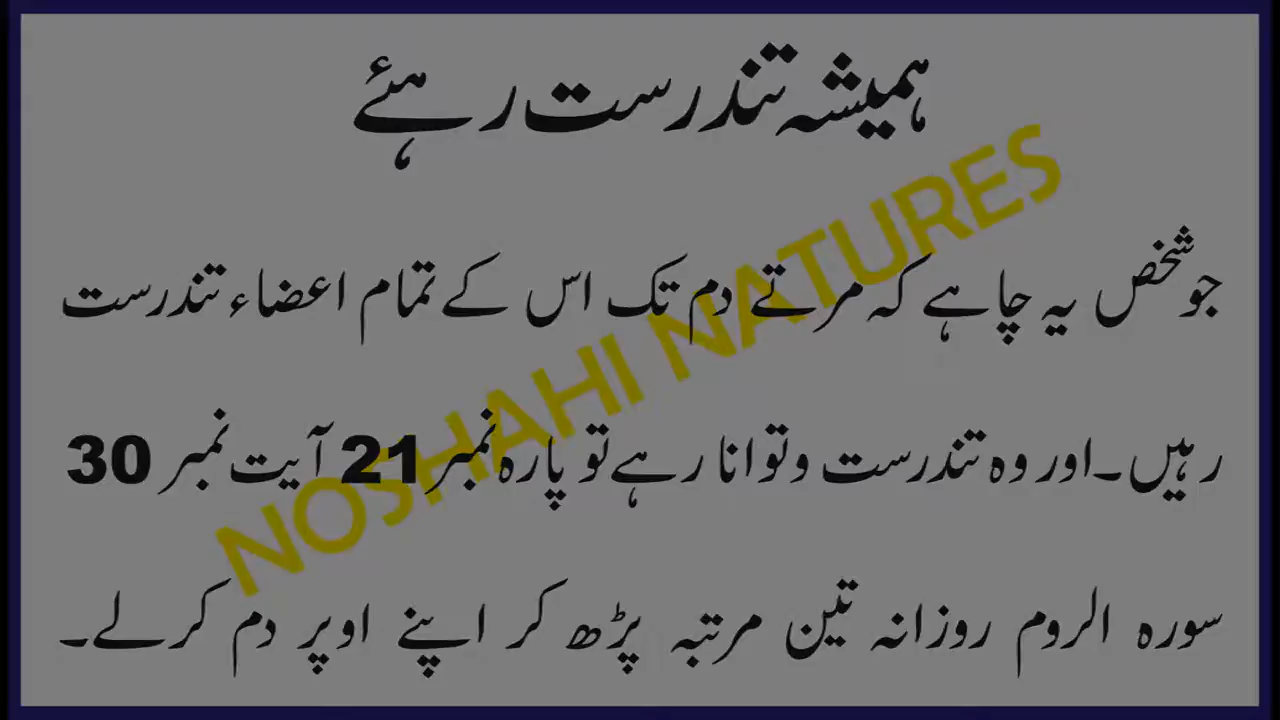 ہمیشہ تندرست رہئے
جو شخص یہ چاہے کہ مرتے دم تک اس کے تمام اعضاء تندرست
رہیں۔ اور وہ تندرست و توانا رہے تو پارہ نمبر 21 آیت نمبر 30
سورہ الروم روزانہ تین مرتبہ پڑھ کر اپنے اوپر دم کرلے۔
NOSHAHI NATURES